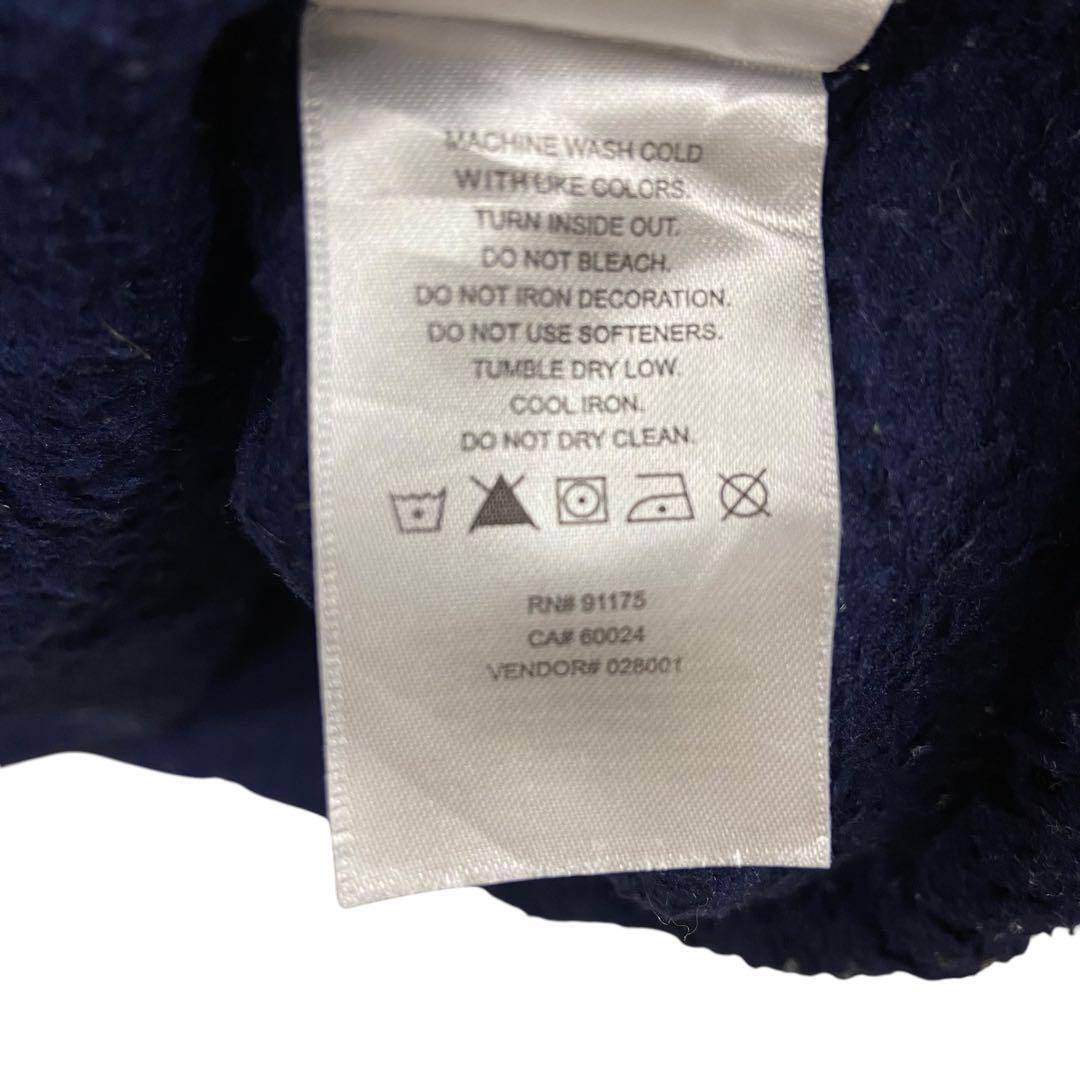 MACHINE WASH COLD
WITH LIKE COLORS.
TURN INSIDE OUT.
DO NOT BLEACH.
DO NOT IRON DECORATION.
DO NOT USE SOFTENERS.
TUMBLE DRY LOW.
COOL IRON.
DO NOT DRY CLEAN.
RN# 91175
CA# 60024
VENDOR# 028001